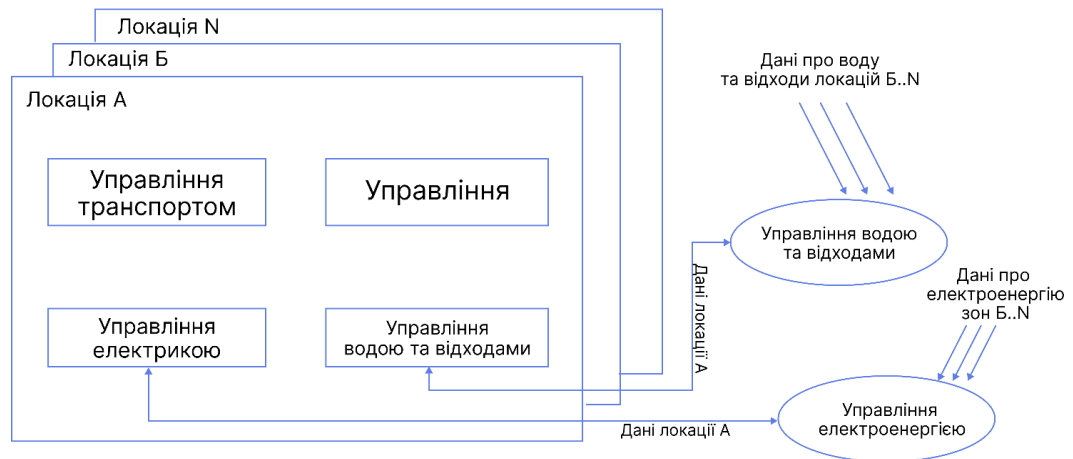 Локація N
Локація Б
Локація А
Управління
транспортом
Управління
Управління
електрикою
Управління
водою та відходами
Дані про воду
та відходи локацій Б..N
Управління водою
та відходами
Дані локації А
Дані про
електроенергію
зон Б..N
Управління
електроенергією
Дані локації А